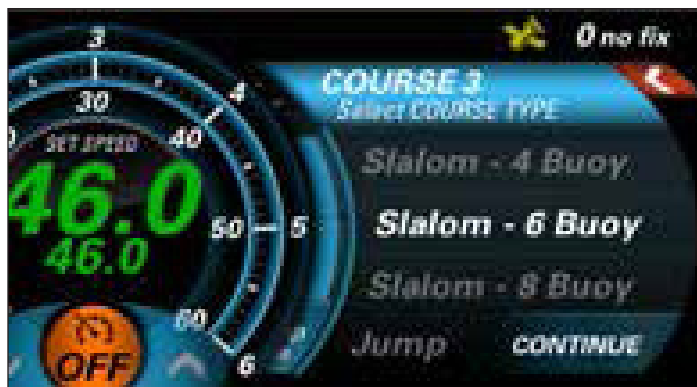 0 no fix
COURSE 3
Select COURSE TYPE
Slalom - 4 Buoy
Slalom - 6 Buoy
Slalom - 8 Buoy
Jump
CONTINUE
3
4
5
6
30
40
50
60
SET SPEED
46.0
46.0
OFF